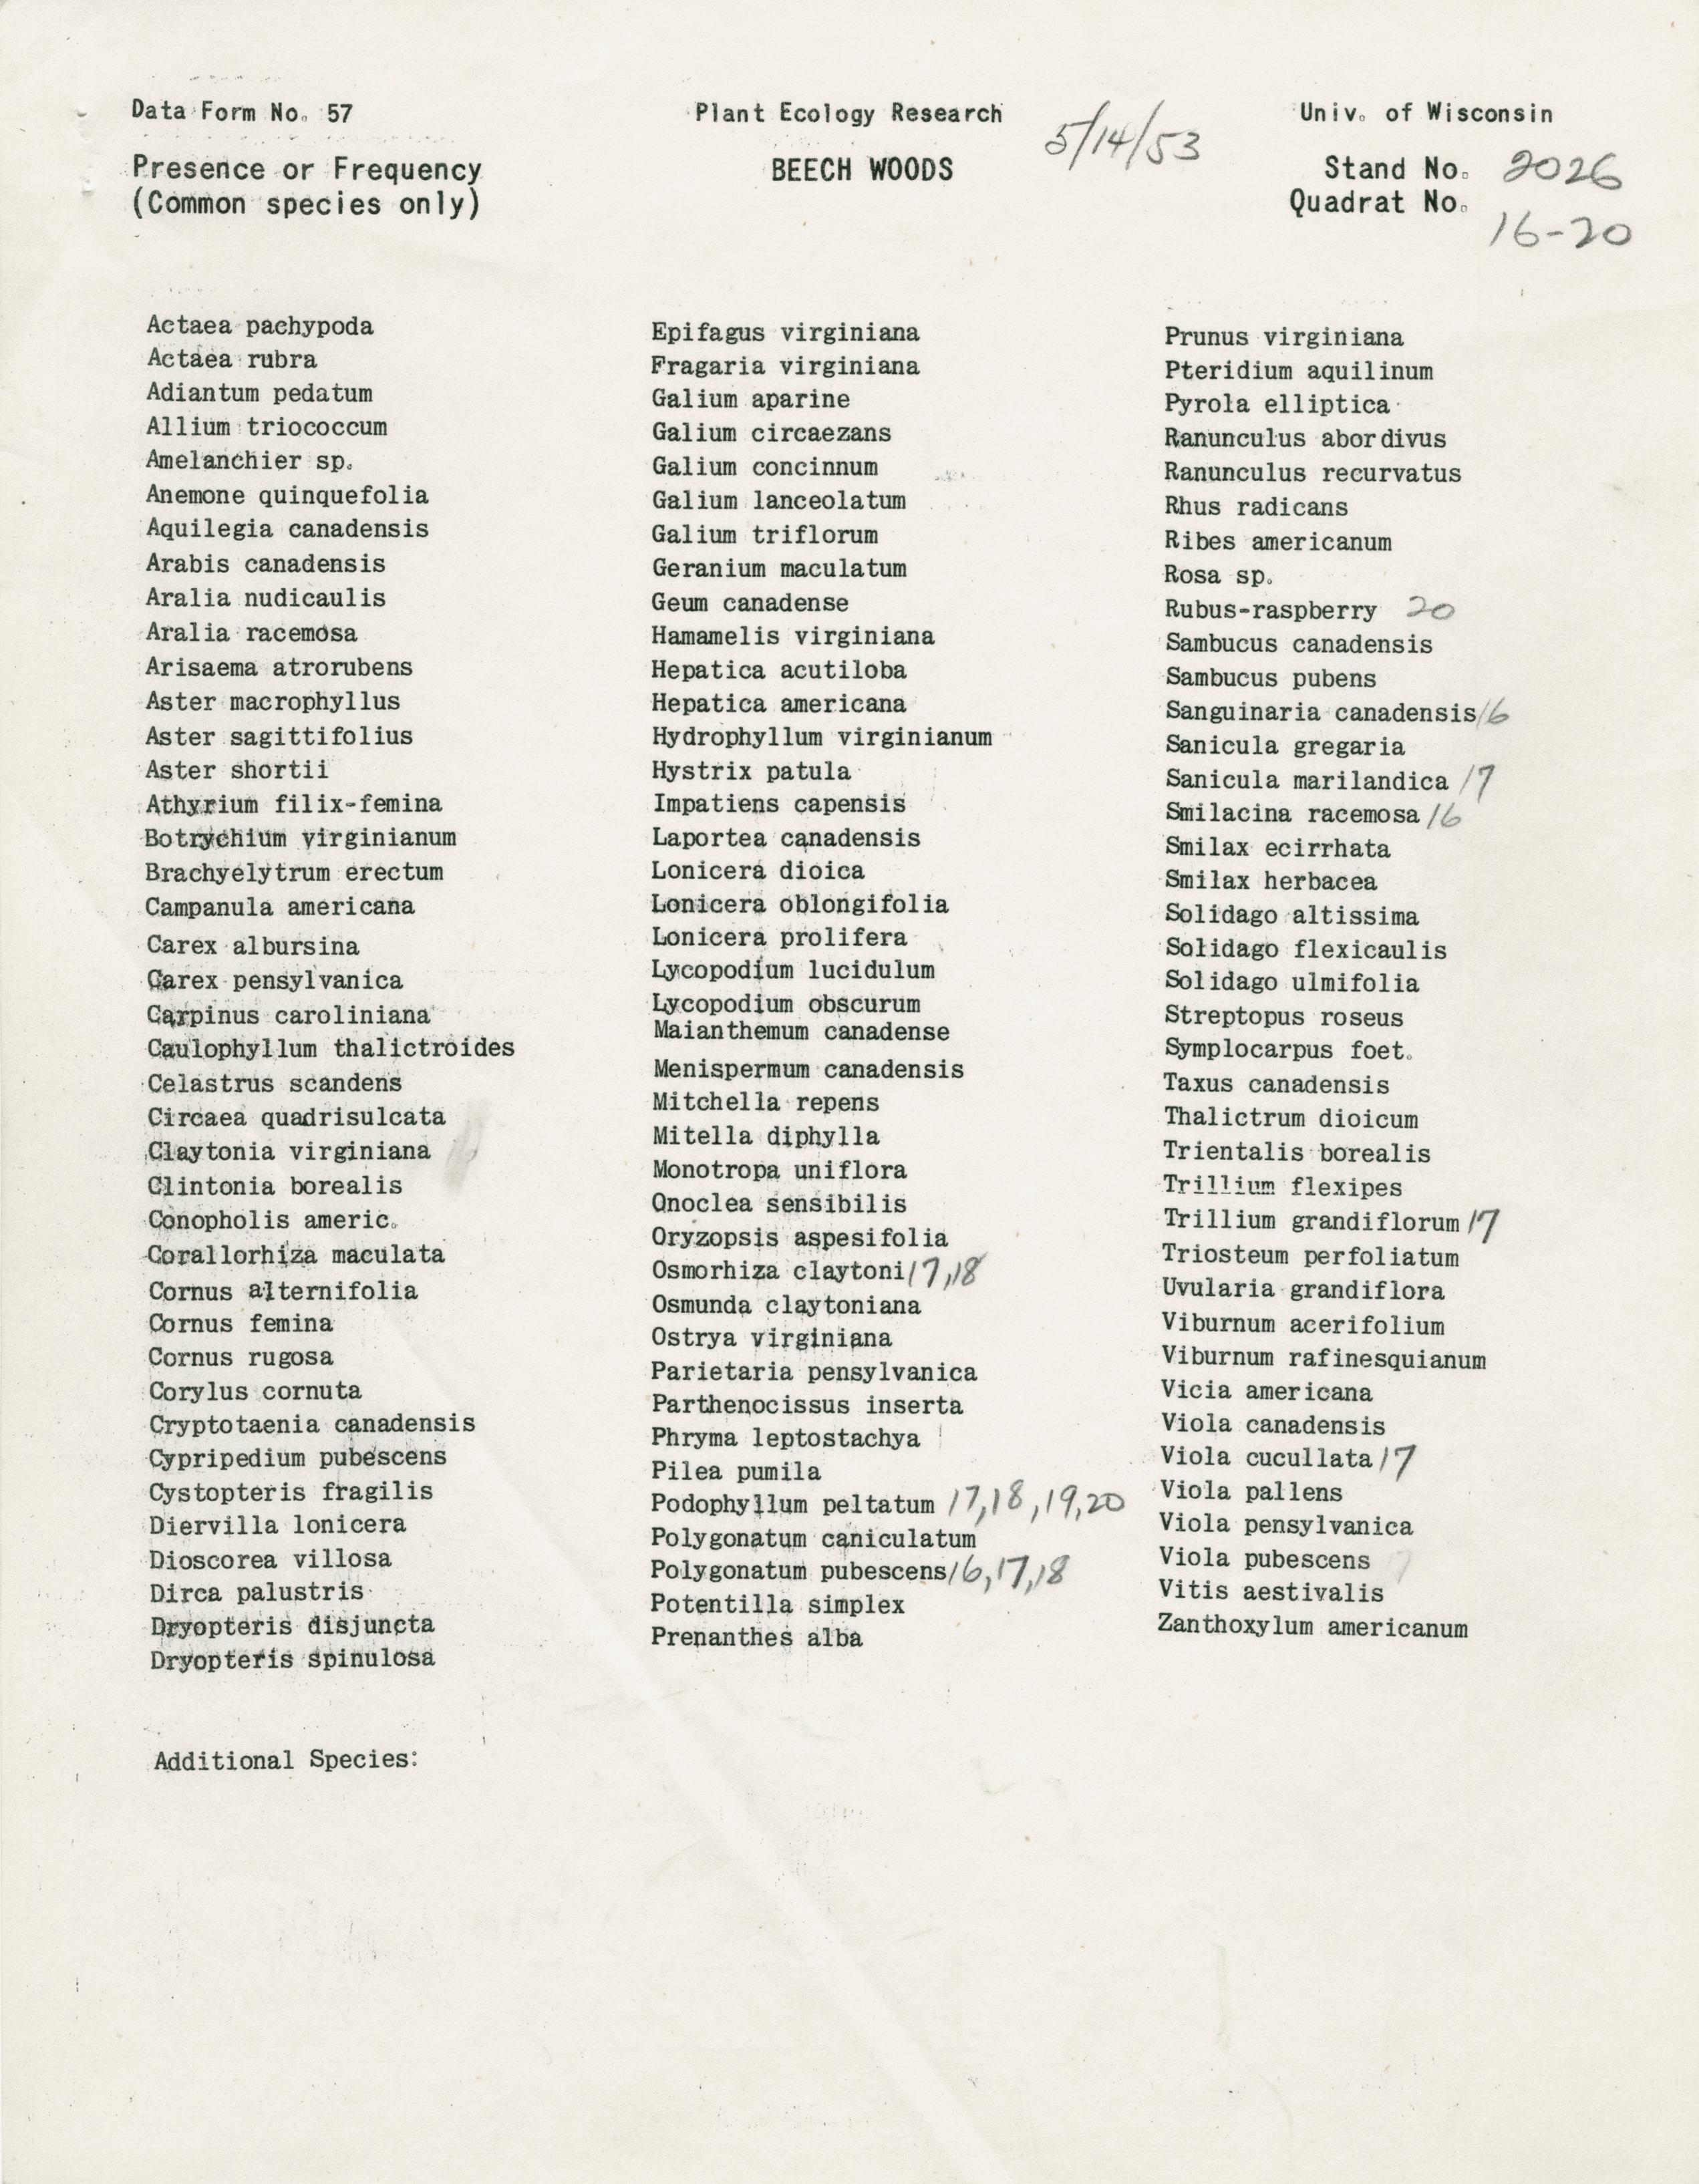 Data Form No. 57
Plant Ecology Research
Univ. of Wisconsin
5/14/53
Presence or Frequency
(Common species only)
BEECH WOODS
Stand No. 2026
Quadrat No.
16-20
Actaea pachypoda
Actaea rubra
Adiantum pedatum
Allium triococcum
Amelanchier sp.
Anemone quinquefolia
Aquilegia canadensis
Arabis canadensis
Aralia nudicaulis
Aralia racemosa
Arisaema atrorubens
Aster macrophyllus
Aster sagittifolius
Aster shortii
Athyrium filix-femina
Botrychium virginianum
Brachyelytrum erectum
Campanula americana
Carex albursina
Carex pensylvanica
Carpinus caroliniana
Caulophyllum thalictroides
Celastrus scandens
Circaea quadrisulcata
Claytonia virginiana
Clintonia borealis
Conopholis americ.
Corallorhiza maculata
Cornus alternifolia
Cornus femina
Cornus rugosa
Corylus cornuta
Cryptotaenia canadensis
Cypripedium pubescens
Cystopteris fragilis
Diervilla lonicera
Dioscorea villosa
Dirca palustris
Dryopteris disjuncta
Dryopteris spinulosa
Epifagus virginiana
Fragaria virginiana
Galium aparine
Galium circaezans
Galium concinnum
Galium lanceolatum
Galium triflorum
Geranium maculatum
Geum canadense
Hamamelis virginiana
Hepatica acutiloba
Hepatica americana
Hydrophyllum virginianum
Hystrix patula
Impatiens capensis
Laportea canadensis
Lonicera dioica
Lonicera oblongifolia
Lonicera prolifera
Lycopodium lucidulum
Lycopodium obscurum
Maianthemum canadense
Menispermum canadensis
Mitchella repens
Mitella diphylla
Monotropa uniflora
Onoclea sensibilis
Oryzopsis aspesifolia
Osmorhiza claytoni 17,18
Osmunda claytoniana
Ostrya virginiana
Parietaria pensylvanica
Parthenocissus inserta
Phryma leptostachya
Pilea pumila
Podophyllum peltatum 17,18,19,20
Polygonatum caniculatum
Polygonatum pubescens 16,17,18
Potentilla simplex
Prenanthes alba
Prunus virginiana
Pteridium aquilinum
Pyrola elliptica
Ranunculus abordivus
Ranunculus recurvatus
Rhus radicans
Ribes americanum
Rosa sp.
Rubus-raspberry 20
Sambucus canadensis
Sambucus pubens
Sanguinaria canadensis 16
Sanicula gregaria
Sanicula marilandica 17
Smilacina racemosa 16
Smilax ecirrhata
Smilax herbacea
Solidago altissima
Solidago flexicaulis
Solidago ulmifolia
Streptopus roseus
Symplocarpus foet.
Taxus canadensis
Thalictrum dioicum
Trientalis borealis
Trillium flexipes
Trillium grandiflorum 17
Triosteum perfoliatum
Uvularia grandiflora
Viburnum acerifolium
Viburnum rafinesquianum
Vicia americana
Viola canadensis
Viola cucullata 17
Viola pallens
Viola pensylvanica
Viola pubescens
Vitis aestivalis
Zanthoxylum americanum
Additional Species: